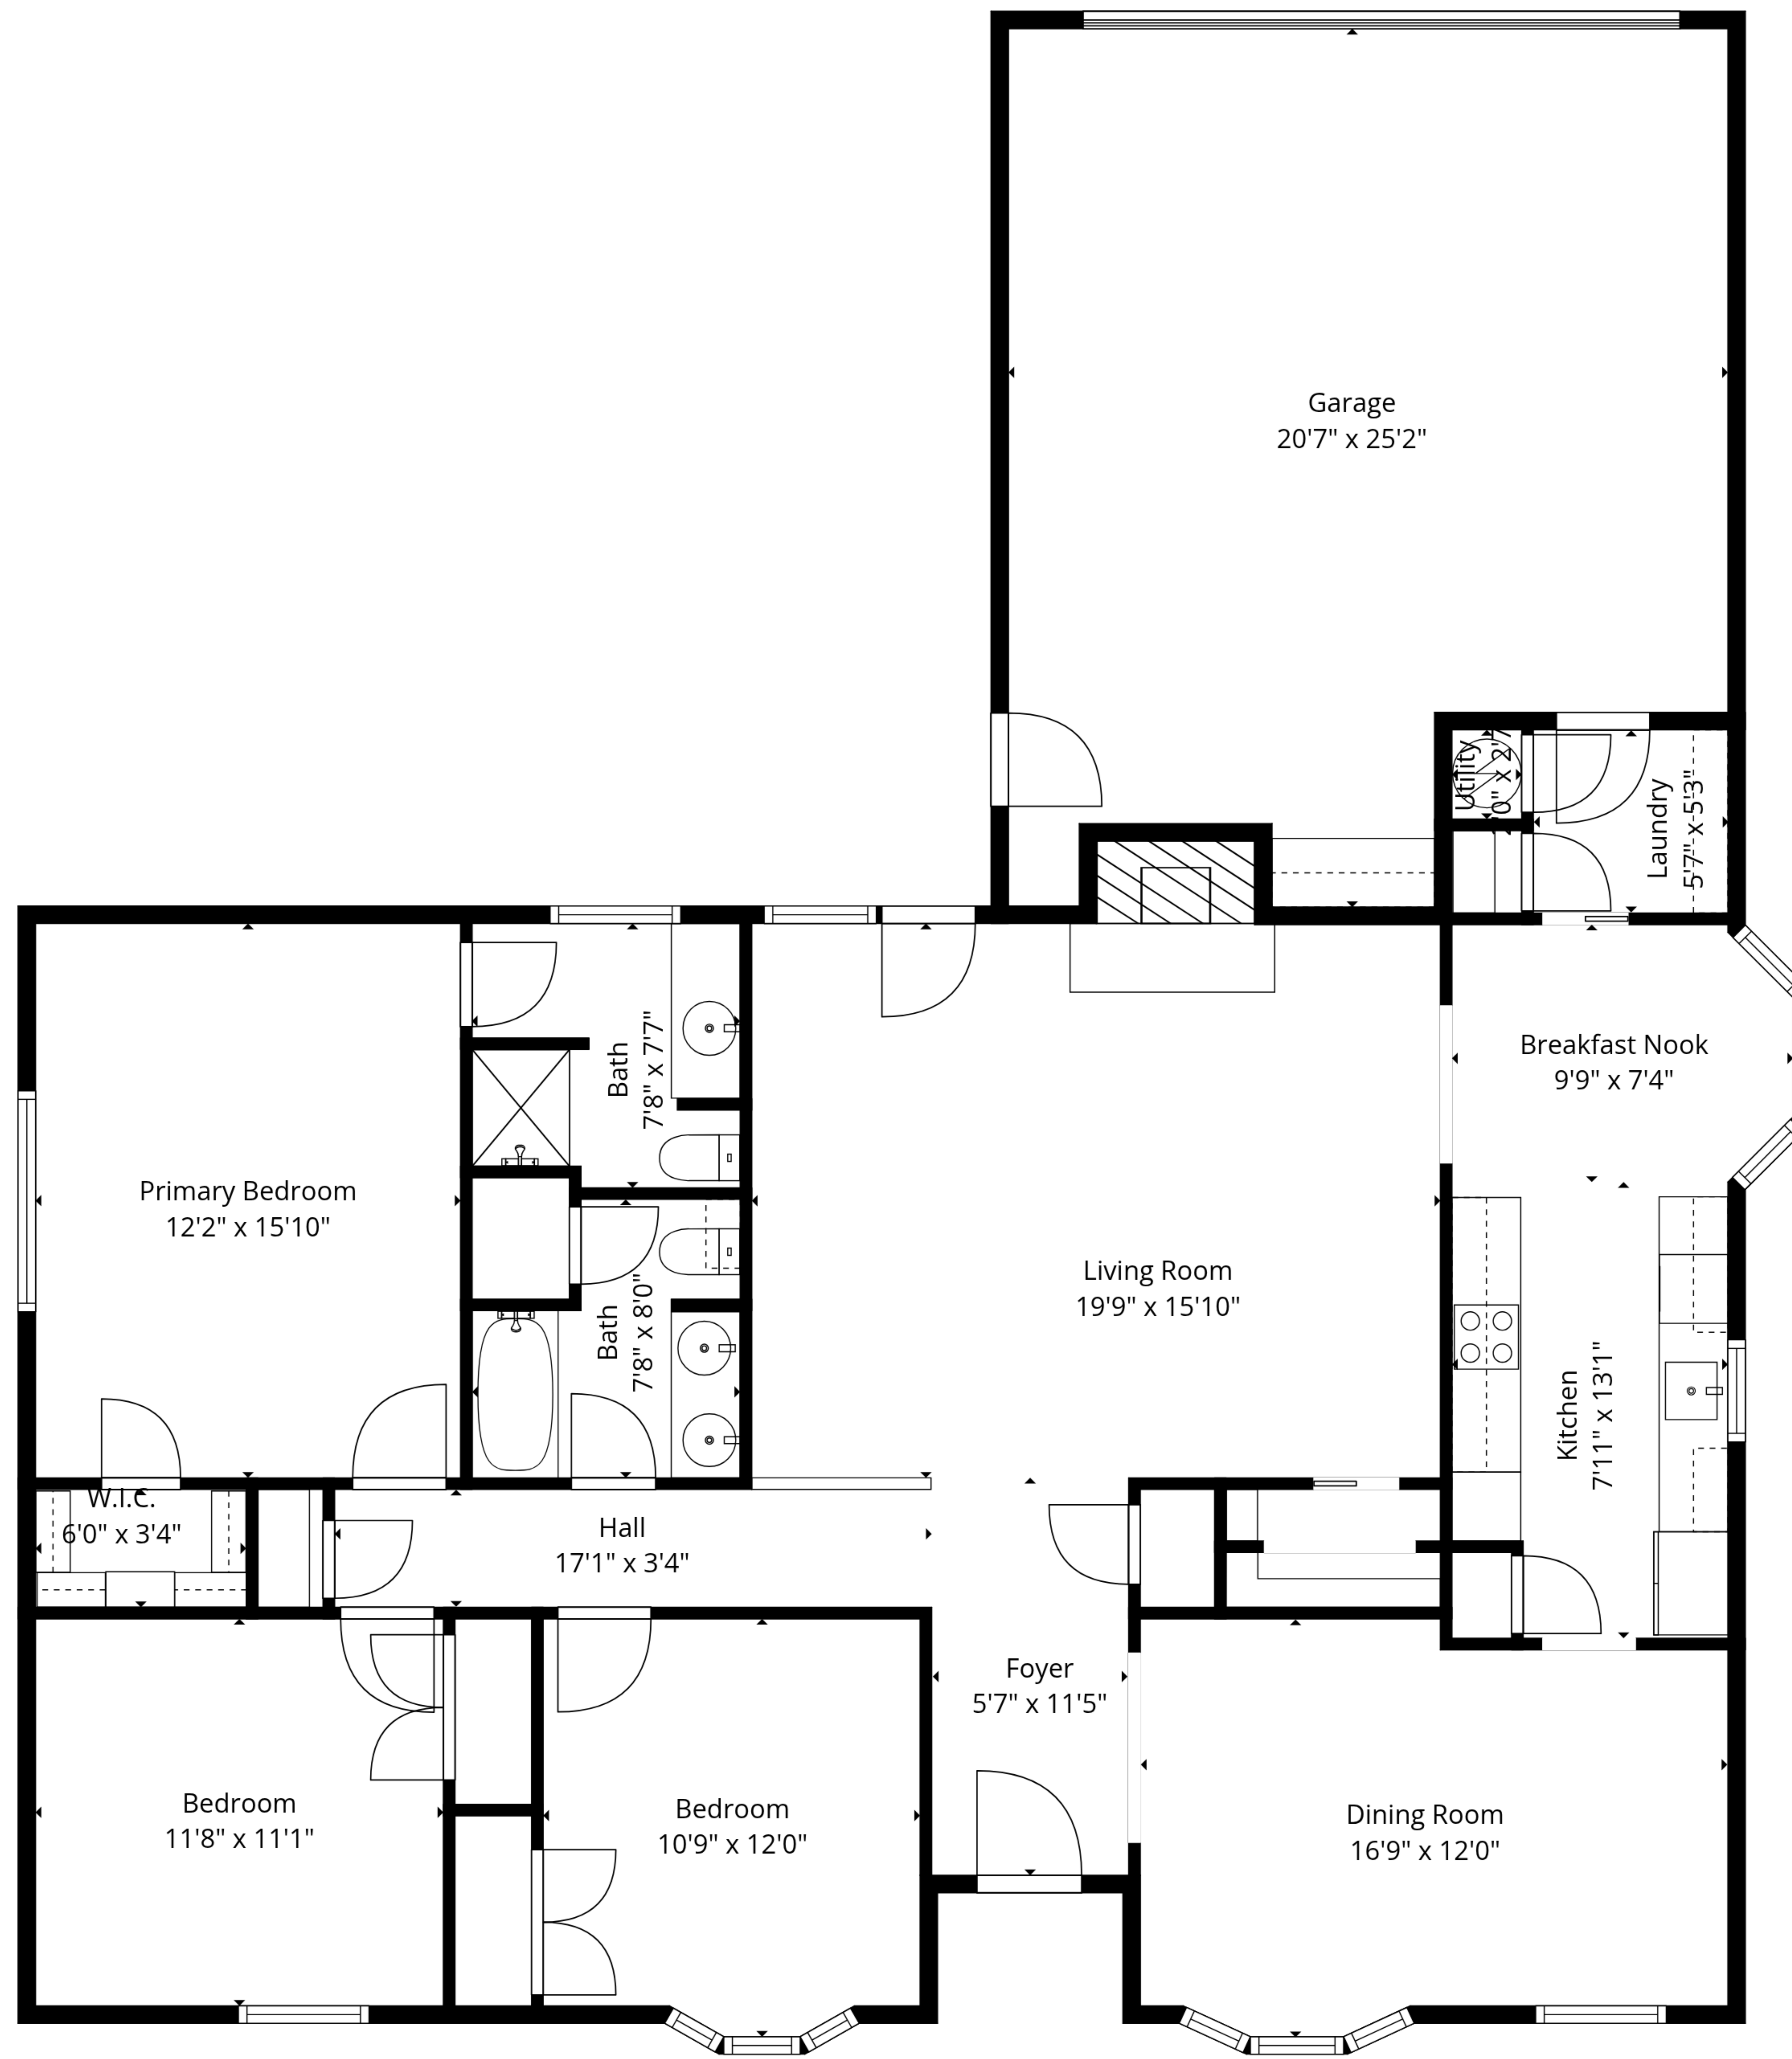 Garage
20'7" x 25'2"
Utility
Laundry
5'7" x 5'3"
Breakfast Nook
9'9" x 7'4"
Bath
7'8" x 7'7"
Primary Bedroom
12'2" x 15'10"
Living Room
19'9" x 15'10"
Bath
7'8" x 8'0"
Kitchen
7'11" x 13'1"
W.I.C.
6'0" x 3'4"
Hall
17'1" x 3'4"
Foyer
5'7" x 11'5"
Bedroom
11'8" x 11'1"
Bedroom
10'9" x 12'0"
Dining Room
16'9" x 12'0"